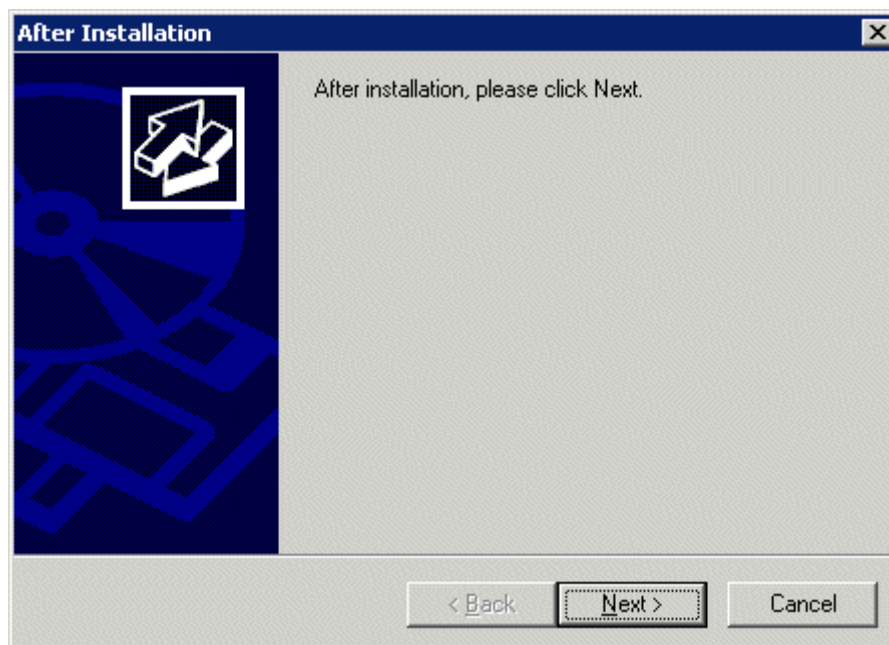 After Installation
After installation, please click Next.
< Back
Next >
Cancel